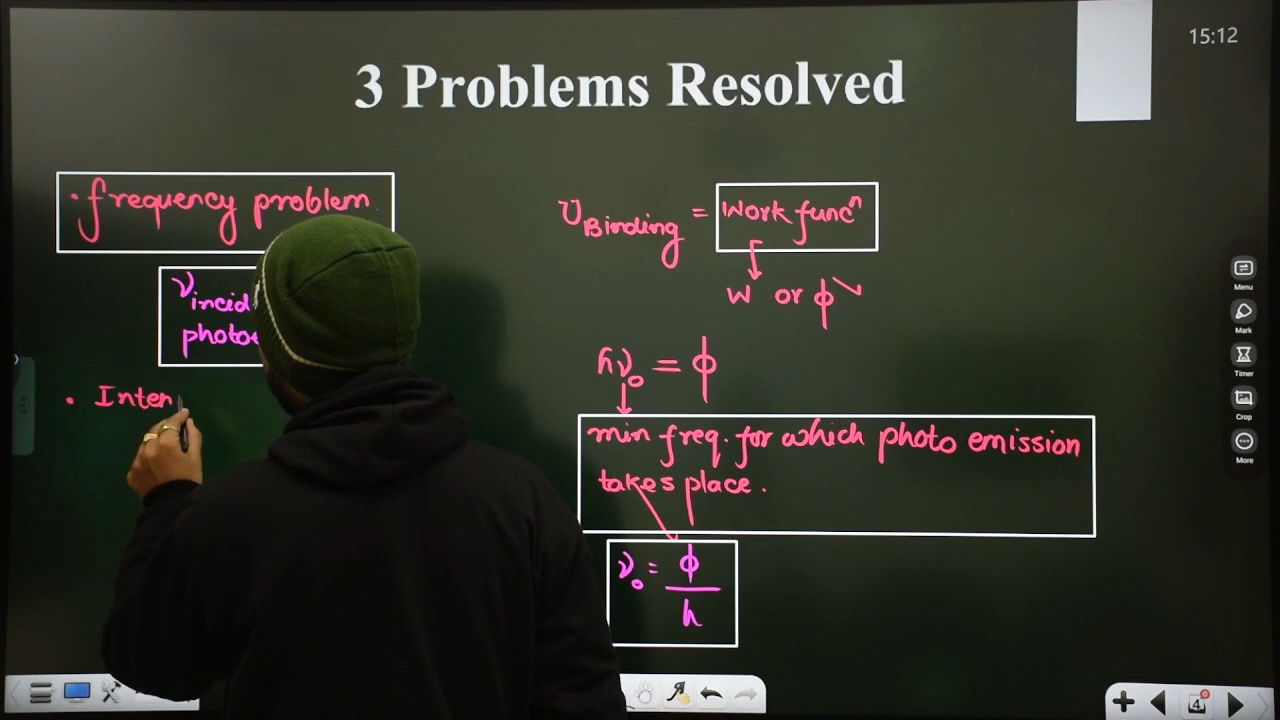 15:12
3 Problems Resolved
• frequency problem
ν incid
photo
• Inten
U Binding = Work funcⁿ
W or ϕ
hν₀ = ϕ
min freq. for which photo emission
takes place.
ν₀ = ϕ/h
Menu
Mark
Timer
Crop
More
4